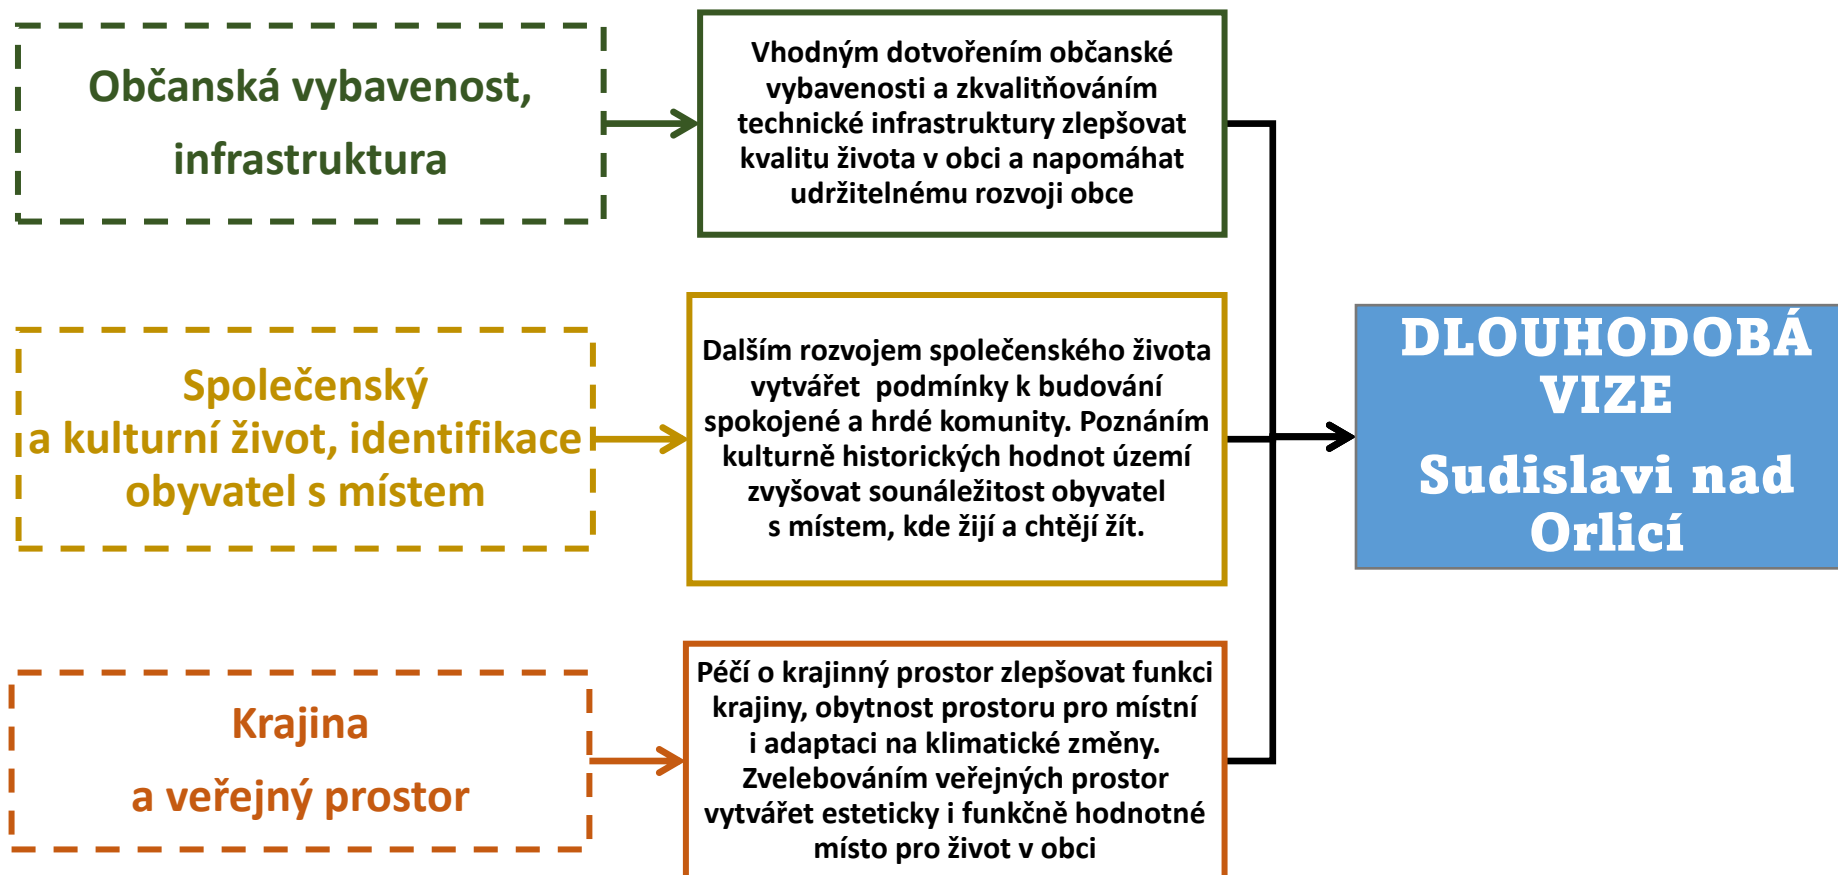 Občanská vybavenost,
infrastruktura
Vhodným dotvořením občanské
vybavenosti a zkvalitňováním
technické infrastruktury zlepšovat
kvalitu života v obci a napomáhat
udržitelnému rozvoji obce
Společenský
a kulturní život, identifikace
obyvatel s místem
Dalším rozvojem společenského života
vytvářet podmínky k budování
spokojené a hrdé komunity. Poznáním
kulturně historických hodnot území
zvyšovat sounáležitost obyvatel
s místem, kde žijí a chtějí žít.
Krajina
a veřejný prostor
Péčí o krajinný prostor zlepšovat funkci
krajiny, obytnost prostoru pro místní
i adaptaci na klimatické změny.
Zvelebováním veřejných prostor
vytvářet esteticky i funkčně hodnotné
místo pro život v obci
DLOUHODOBÁ
VIZE
Sudislavi nad
Orlicí